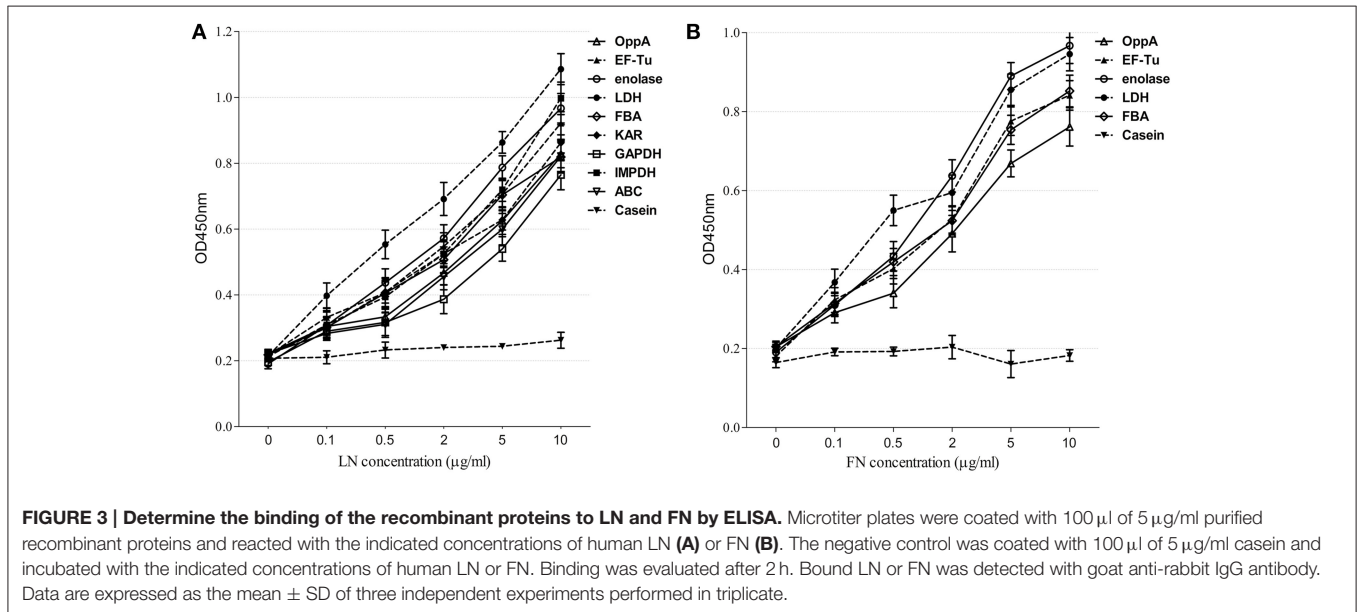 A
1.2
1.0
0.8
0.6
0.4
0.2
0.0
OD450nm
0 0.1 0.5 2 5 10
LN concentration (μg/ml)
OppA
EF-Tu
enolase
LDH
FBA
KAR
GAPDH
IMPDH
ABC
Casein
B
1.0
0.8
0.6
0.4
0.2
0.0
OD450nm
0 0.1 0.5 2 5 10
FN concentration (μg/ml)
OppA
EF-Tu
enolase
LDH
FBA
Casein
FIGURE 3 | Determine the binding of the recombinant proteins to LN and FN by ELISA. Microtiter plates were coated with 100 μl of 5 μg/ml purified
recombinant proteins and reacted with the indicated concentrations of human LN (A) or FN (B). The negative control was coated with 100 μl of 5 μg/ml casein and
incubated with the indicated concentrations of human LN or FN. Binding was evaluated after 2 h. Bound LN or FN was detected with goat anti-rabbit IgG antibody.
Data are expressed as the mean ± SD of three independent experiments performed in triplicate.